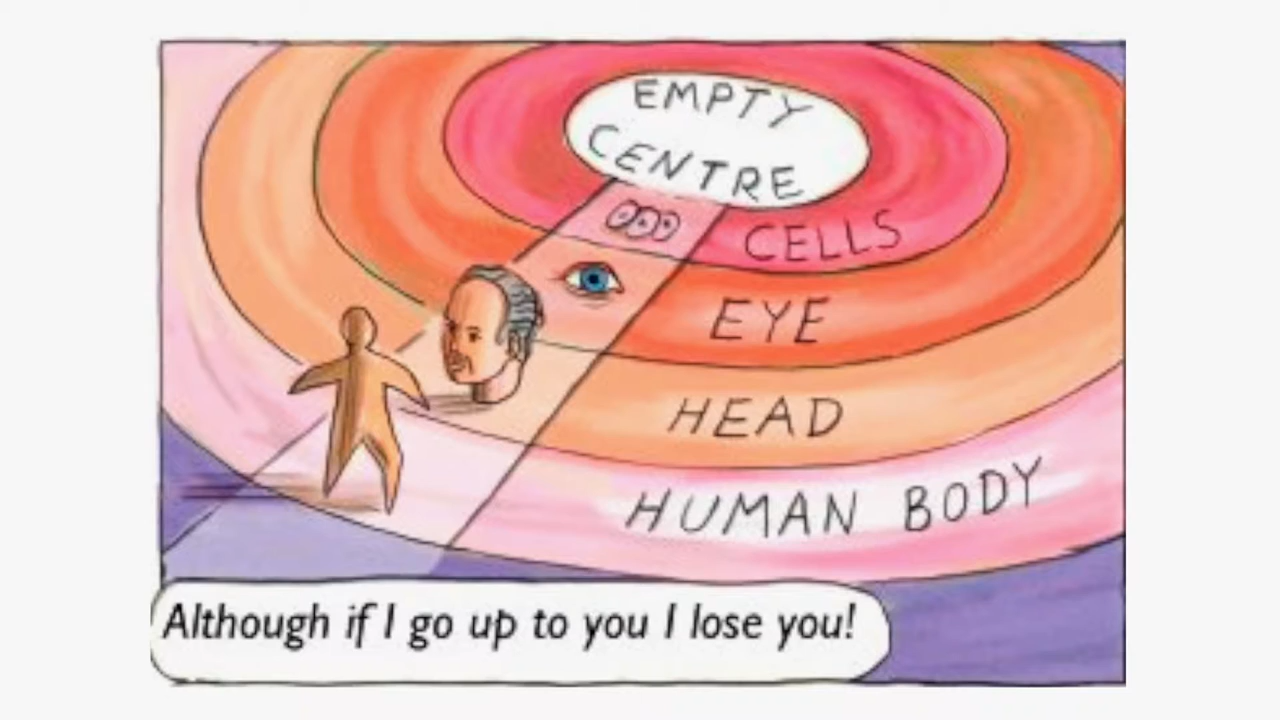 EMPTY
CENTRE
CELLS
EYE
HEAD
HUMAN BODY
Although if I go up to you I lose you!